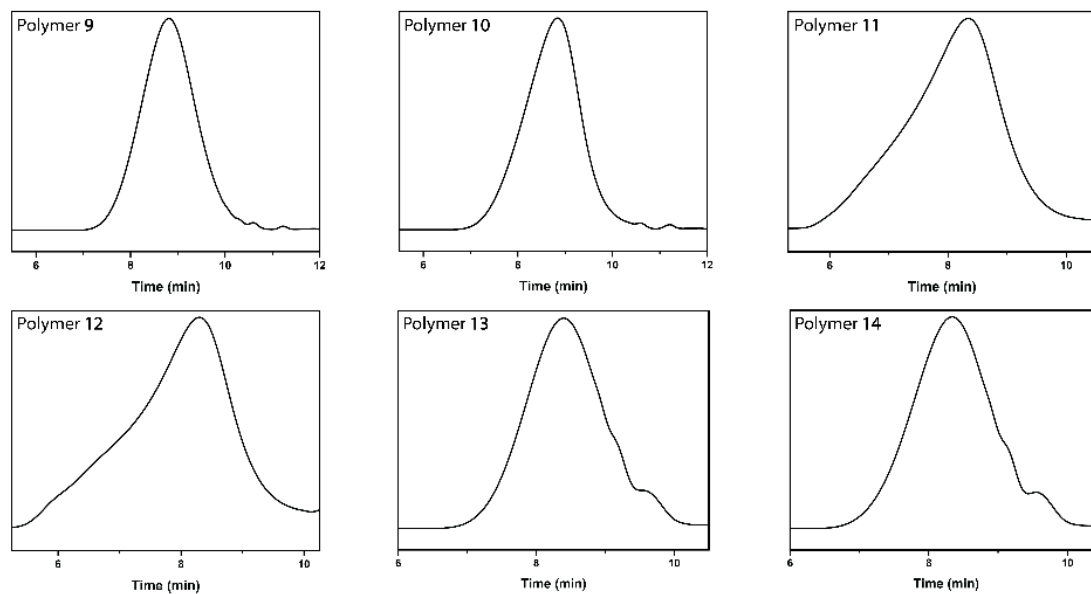 Polymer 9
6 8 10 12
Time (min)
Polymer 10
6 8 10 12
Time (min)
Polymer 11
6 8 10
Time (min)
Polymer 12
6 8 10
Time (min)
Polymer 13
6 8 10
Time (min)
Polymer 14
6 8 10
Time (min)